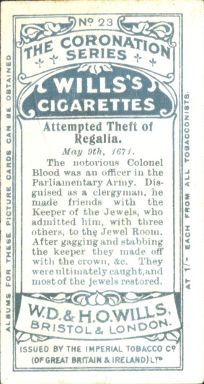 Nº 23
THE CORONATION
SERIES
WILLS'S
CIGARETTES
Attempted Theft of
Regalia.
May 9th, 1671.
The notorious Colonel
Blood was an officer in the
Parliamentary Army. Dis-
guised as a clergyman, he
made friends with the
Keeper of the Jewels, who
admitted him, with three
others, to the Jewel Room.
After gagging and stabbing
the keeper they made off
with the crown, &c. They
were ultimately caught, and
most of the jewels restored.
W.D. & H.O. WILLS,
BRISTOL & LONDON.
ISSUED BY THE IMPERIAL TOBACCO Cº
(OF GREAT BRITAIN & IRELAND) LTD
ALBUMS FOR THESE PICTURE CARDS CAN BE OBTAINED
AT 1/- EACH FROM ALL TOBACCONISTS.